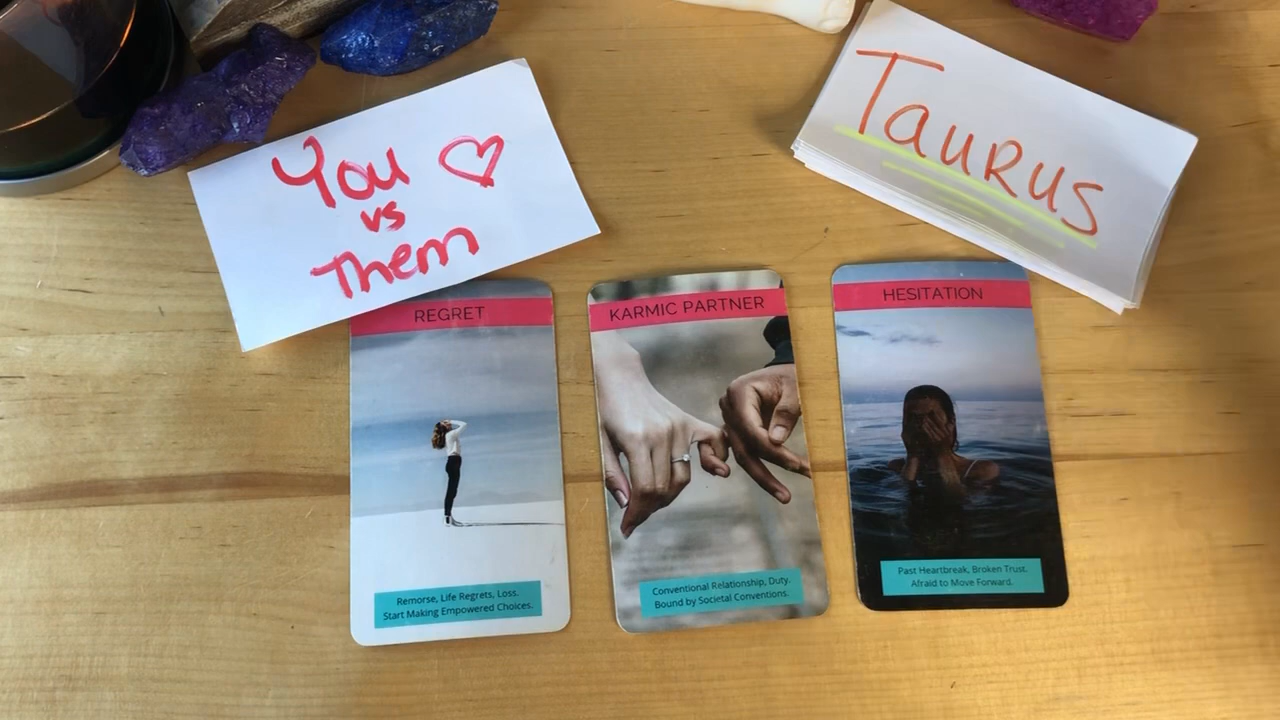 You
vs
Them
Taurus
REGRET
Remorse, Life Regrets, Loss.
Start Making Empowered Choices.
KARMIC PARTNER
Conventional Relationship, Duty.
Bound by Societal Conventions.
HESITATION
Past Heartbreak, Broken Trust.
Afraid to Move Forward.